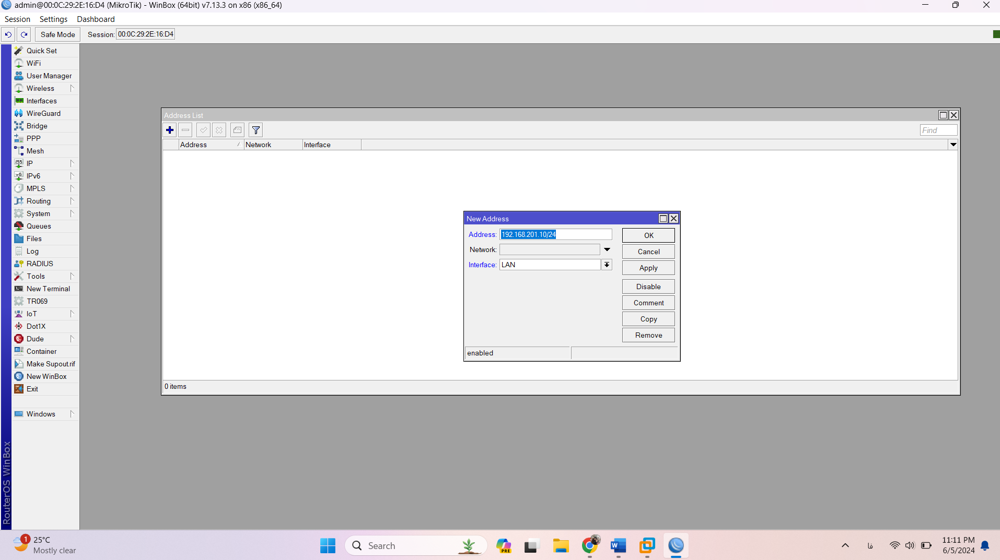 admin@00:0C:29:2E:16:D4 (MikroTik) - WinBox (64bit) v7.13.3 on x86 (x86_64)
Session Settings Dashboard
Safe Mode Session: 00:0C:29:2E:16:D4
Quick Set
WiFi
User Manager
Wireless
Interfaces
WireGuard
Bridge
PPP
Mesh
IP
IPv6
MPLS
Routing
System
Queues
Files
Log
RADIUS
Tools
New Terminal
TR069
IoT
Dot1X
Dude
Container
Make Supout.rif
New WinBox
Exit
Windows
RouterOS WinBox
Address List
Find
Address Network Interface
New Address
Address: 192.168.201.10/24
Network:
Interface: LAN
OK
Cancel
Apply
Disable
Comment
Copy
Remove
enabled
0 items
1
25°C
Mostly clear
Search
PRE
فا
11:11 PM
6/5/2024